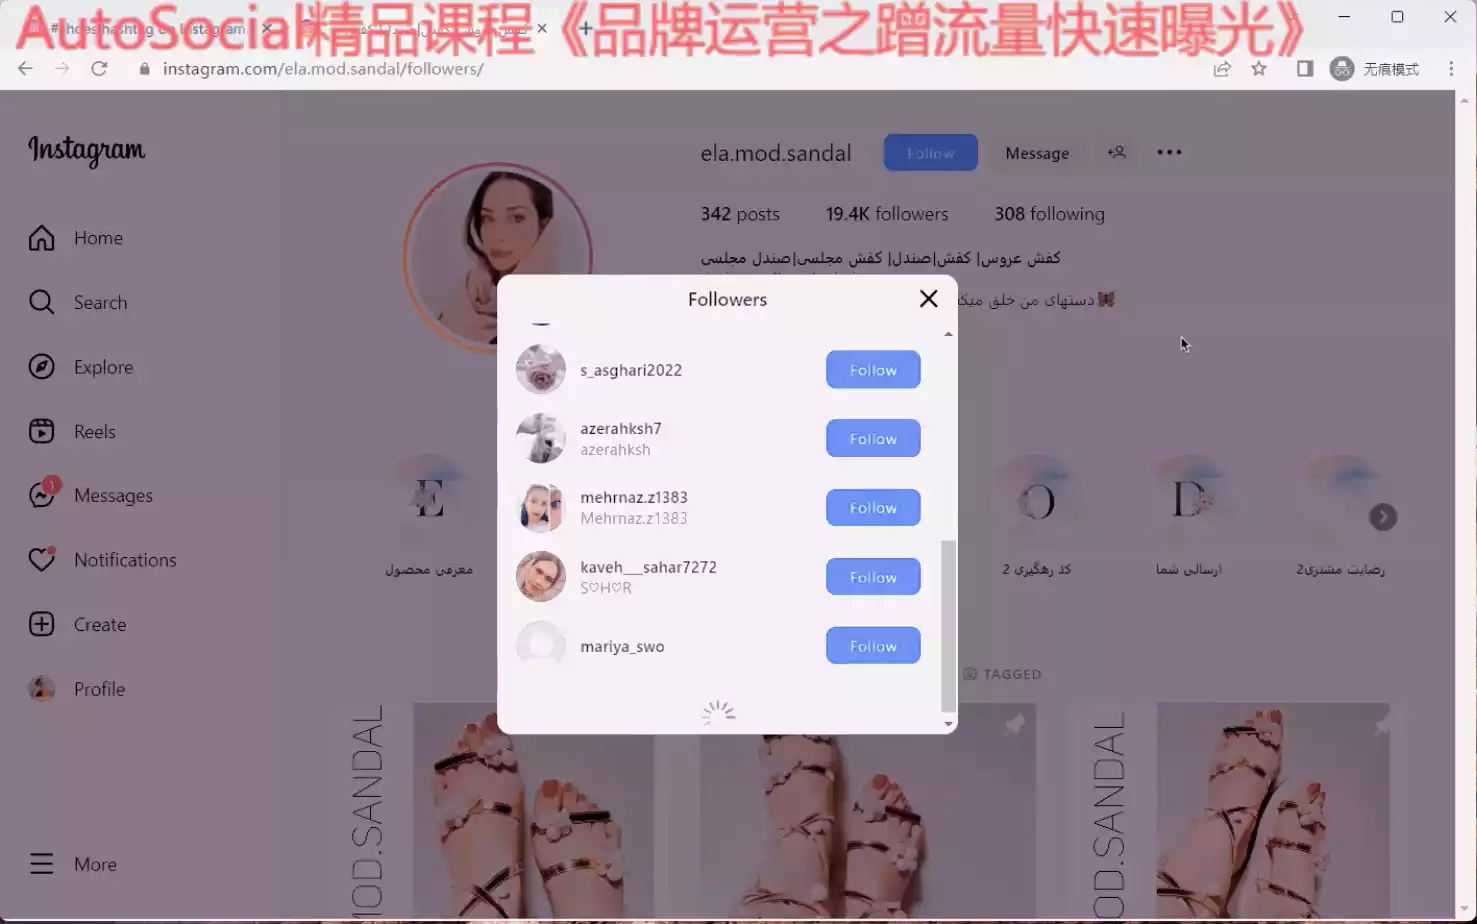 AutoSocial精品课程《品牌运营之蹭流量快速曝光》
instagram.com/ela.mod.sandal/followers/
无痕模式
Instagram
Home
Search
Explore
Reels
1
Messages
Notifications
Create
Profile
More
ela.mod.sandal
Follow
Message
342 posts
19.4K followers
308 following
کفش عروس|کفش|صندل| کفش مجلسی|صندل مجلسی
دستهای من خلق میکنه
Followers
s_asghari2022
Follow
azerahksh7
azerahksh
Follow
mehrnaz.z1383
Mehrnaz.z1383
Follow
kaveh__sahar7272
S♡H♡R
Follow
mariya_swo
Follow
E
معرفی محصول
O
کد رهگیری 2
D
ارسالی شما
رضایت مشتری2
TAGGED
MOD.SANDAL
MOD.SANDAL